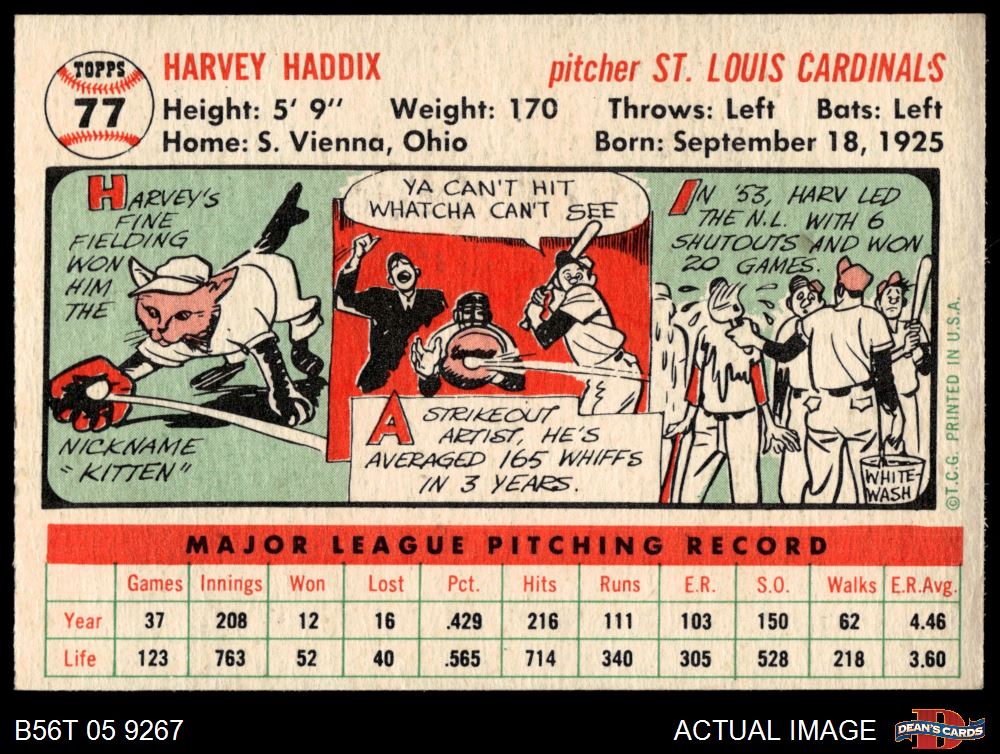 TOPPS
77
HARVEY HADDIX
pitcher ST. LOUIS CARDINALS
Height: 5' 9" Weight: 170 Throws: Left Bats: Left
Home: S. Vienna, Ohio Born: September 18, 1925
HARVEY'S
FINE
FIELDING
WON
HIM
THE
NICKNAME
"KITTEN"
YA CAN'T HIT
WHATCHA CAN'T SEE
A STRIKEOUT
ARTIST, HE'S
AVERAGED 165 WHIFFS
IN 3 YEARS.
IN '53, HARV LED
THE N.L. WITH 6
SHUTOUTS AND WON
20 GAMES.
WHITE-
WASH
©T.C.G. PRINTED IN U.S.A.
MAJOR LEAGUE PITCHING RECORD
Games Innings Won Lost Pct. Hits Runs E.R. S.O. Walks E.R.Avg.
Year 37 208 12 16 .429 216 111 103 150 62 4.46
Life 123 763 52 40 .565 714 340 305 528 218 3.60
B56T 05 9267
ACTUAL IMAGE
DEAN'S CARDS